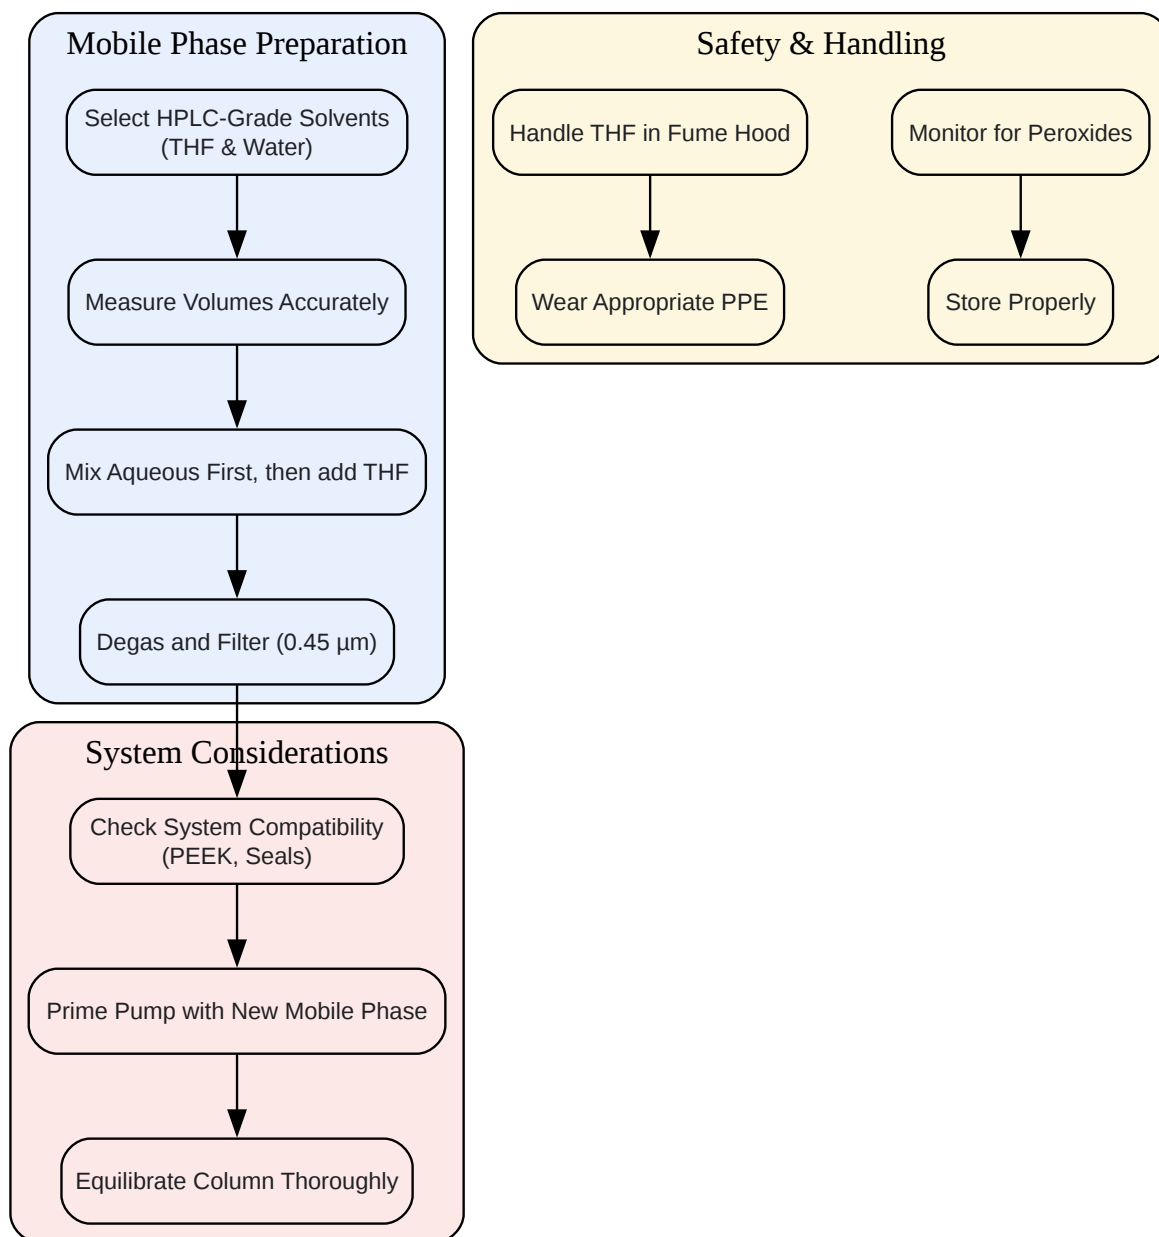 Mobile Phase Preparation
Select HPLC-Grade Solvents
(THF & Water)
Measure Volumes Accurately
Mix Aqueous First, then add THF
Degas and Filter (0.45 µm)
System Considerations
Check System Compatibility
(PEEK, Seals)
Prime Pump with New Mobile Phase
Equilibrate Column Thoroughly
Safety & Handling
Handle THF in Fume Hood
Wear Appropriate PPE
Monitor for Peroxides
Store Properly